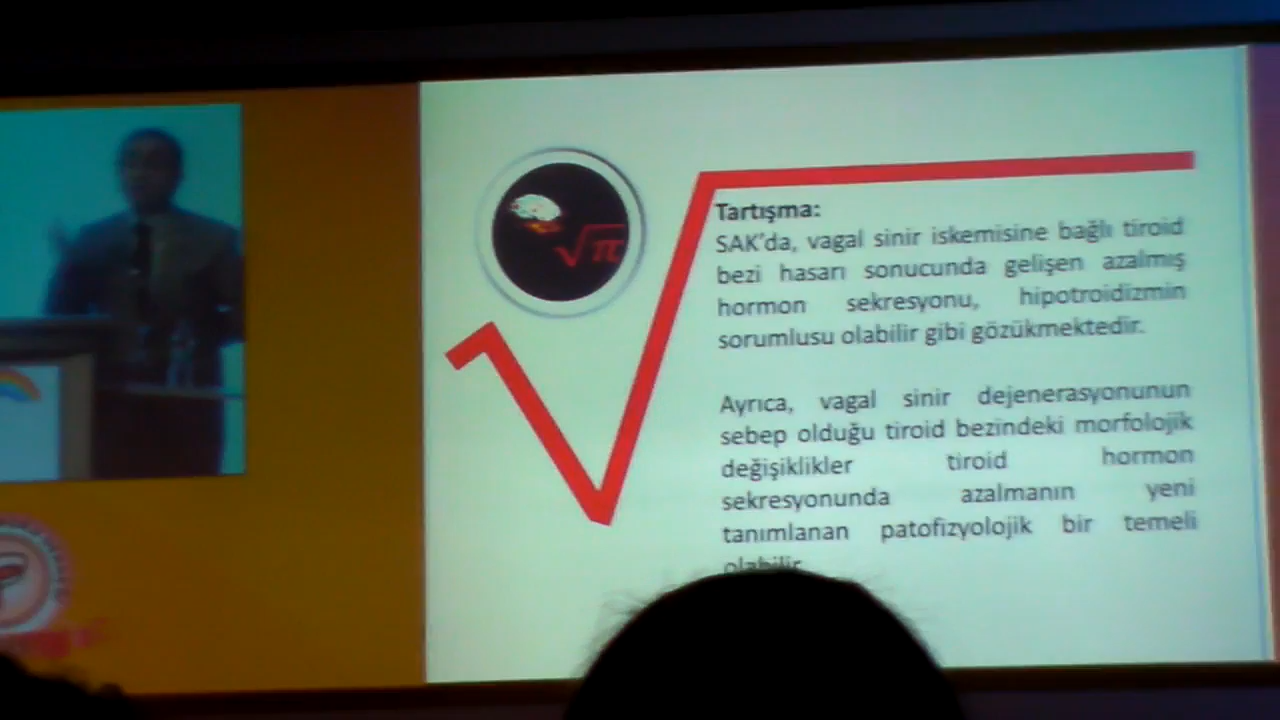 √π
Tartışma:
SAK'da, vagal sinir iskemisine bağlı tiroid
bezi hasarı sonucunda gelişen azalmış
hormon sekresyonu, hipotroidizmin
sorumlusu olabilir gibi gözükmektedir.
Ayrıca, vagal sinir dejenerasyonunun
sebep olduğu tiroid bezindeki morfolojik
değişiklikler tiroid hormon
sekresyonunda azalmanın yeni
tanımlanan patofizyolojik bir temeli
olabilir